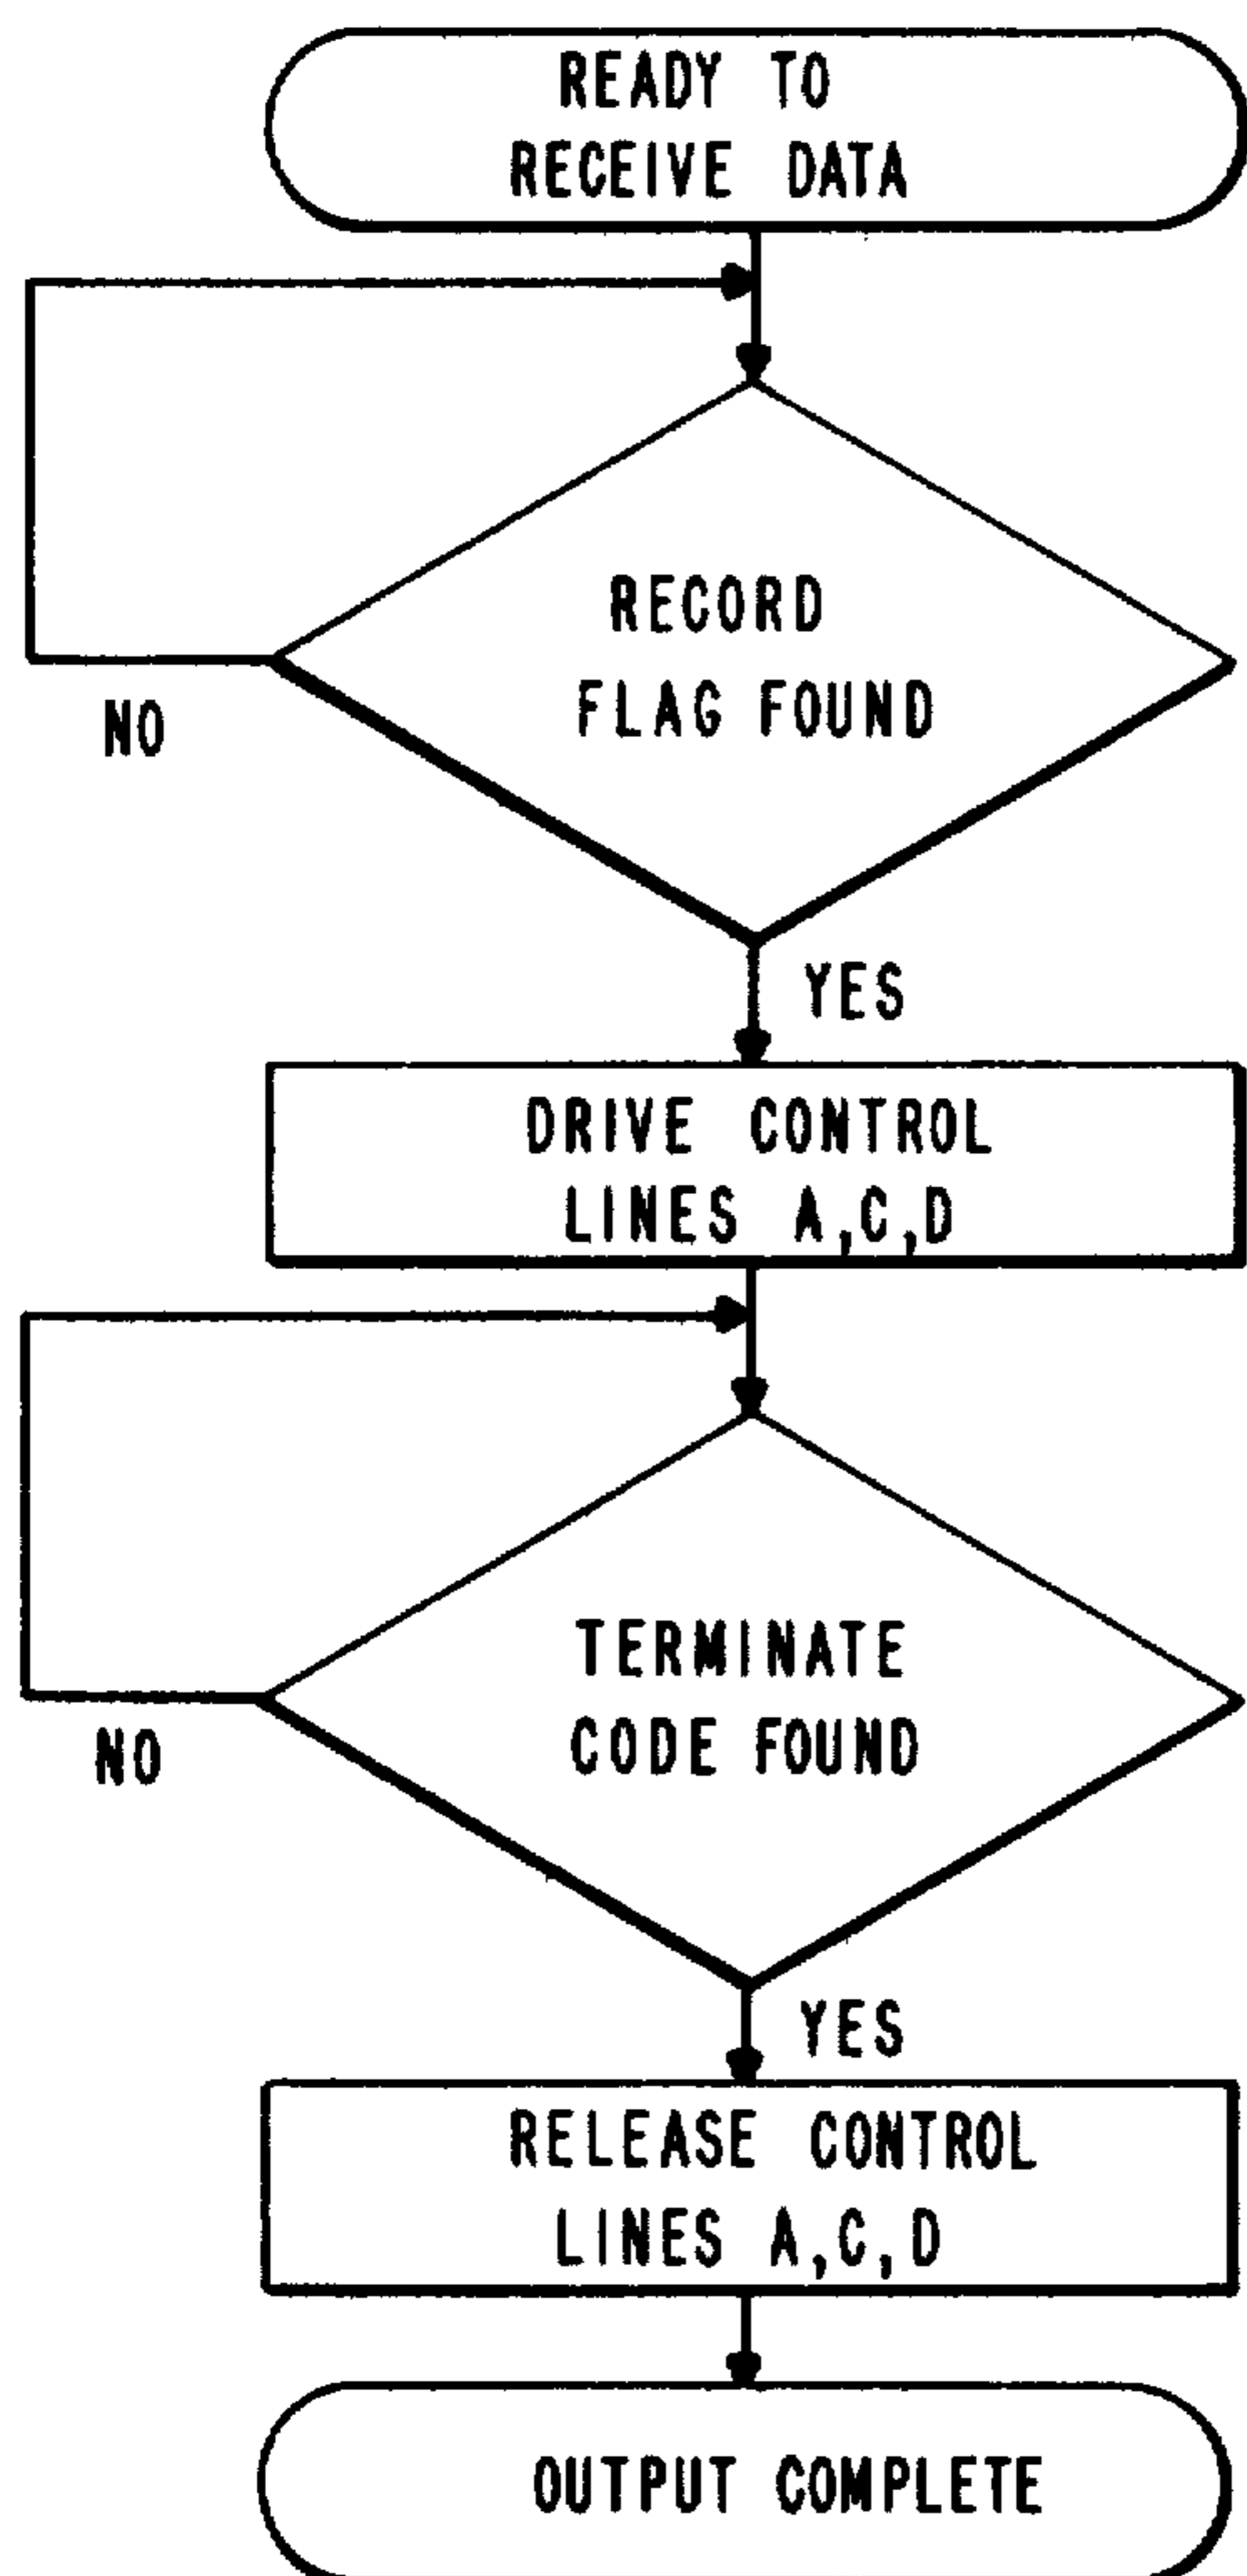 READY TO
RECEIVE DATA
RECORD
FLAG FOUND
NO
YES
DRIVE CONTROL
LINES A,C,D
TERMINATE
CODE FOUND
NO
YES
RELEASE CONTROL
LINES A,C,D
OUTPUT COMPLETE